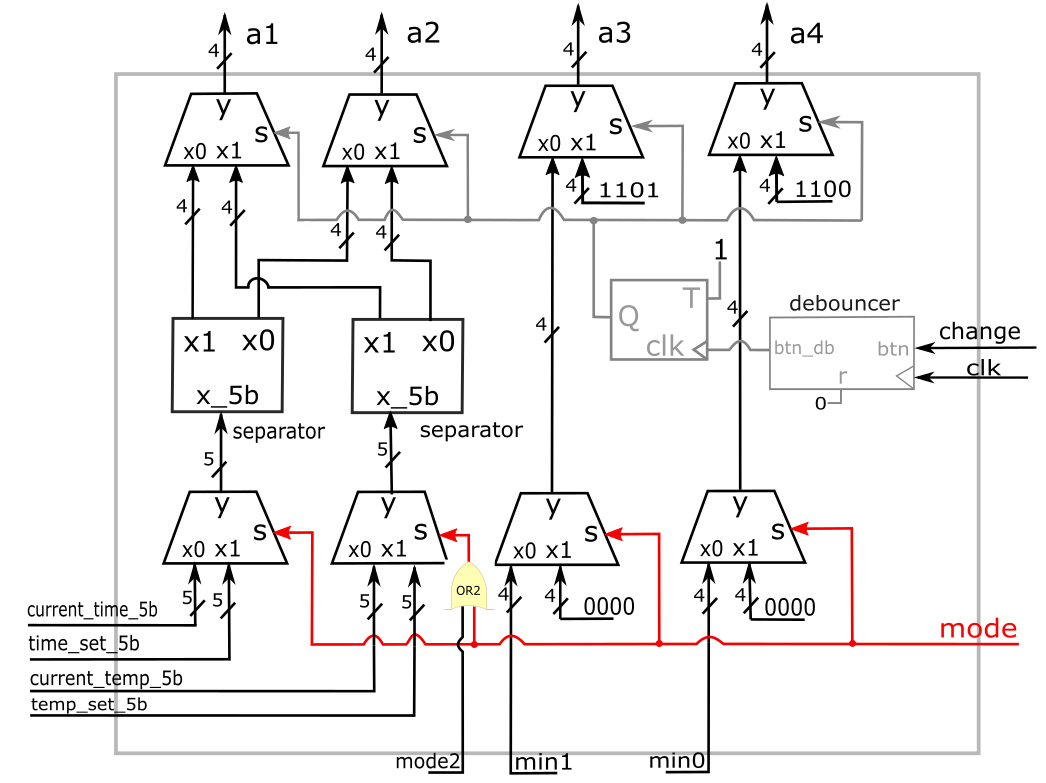 a1 a2 a3 a4
4 4 4 4
y y y y
s s s s
x0 x1 x0 x1 x0 x1 x0 x1
4 4 4 1101 4 1100
4 4
1
T
4 4
Q
clk
debouncer
btn_db btn
r
0
change
clk
x1 x0 x1 x0
x_5b x_5b
separator separator
5 5
y y y y
s s s s
x0 x1 x0 x1 x0 x1 x0 x1
OR2
5 5 5 5 4 4 0000 4 4 0000
current_time_5b
time_set_5b
mode
current_temp_5b
temp_set_5b
mode2 min1 min0